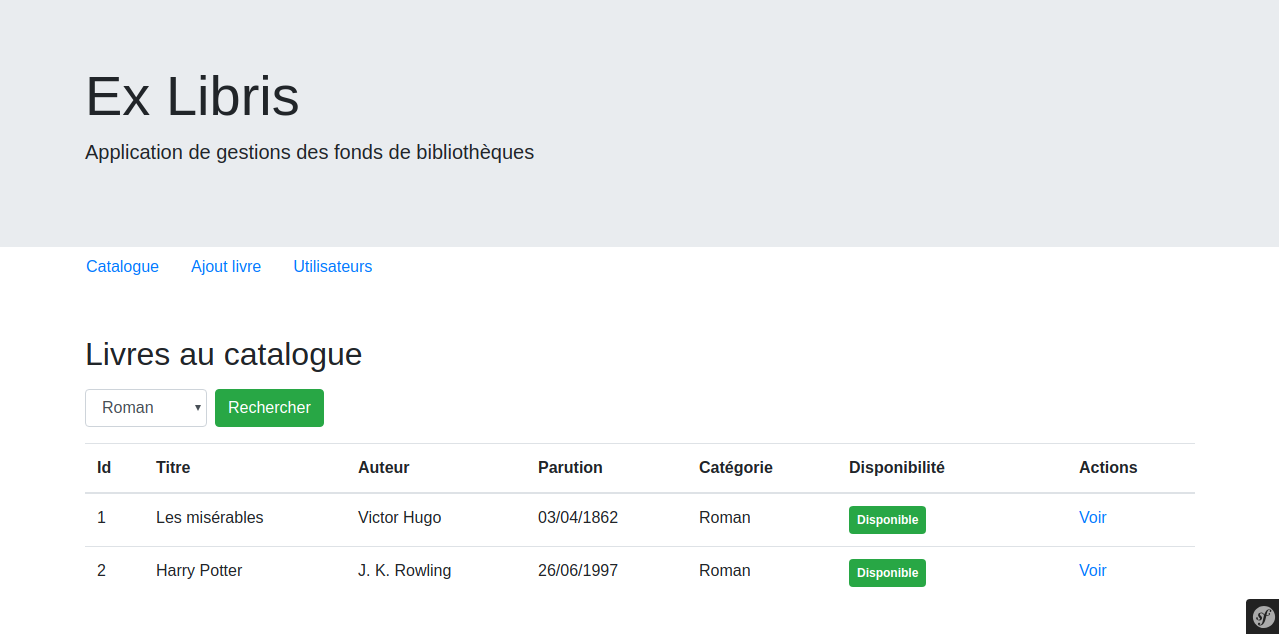 Ex Libris
Application de gestions des fonds de bibliothèques
Catalogue Ajout livre Utilisateurs
Livres au catalogue
Roman Rechercher
Id Titre Auteur Parution Catégorie Disponibilité Actions
1 Les misérables Victor Hugo 03/04/1862 Roman Disponible Voir
2 Harry Potter J. K. Rowling 26/06/1997 Roman Disponible Voir
sf